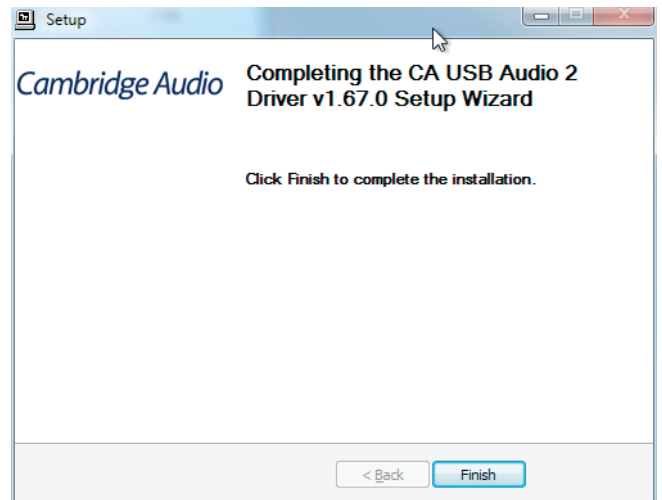 Setup
Cambridge Audio
Completing the CA USB Audio 2
Driver v1.67.0 Setup Wizard
Click Finish to complete the installation.
< Back
Finish